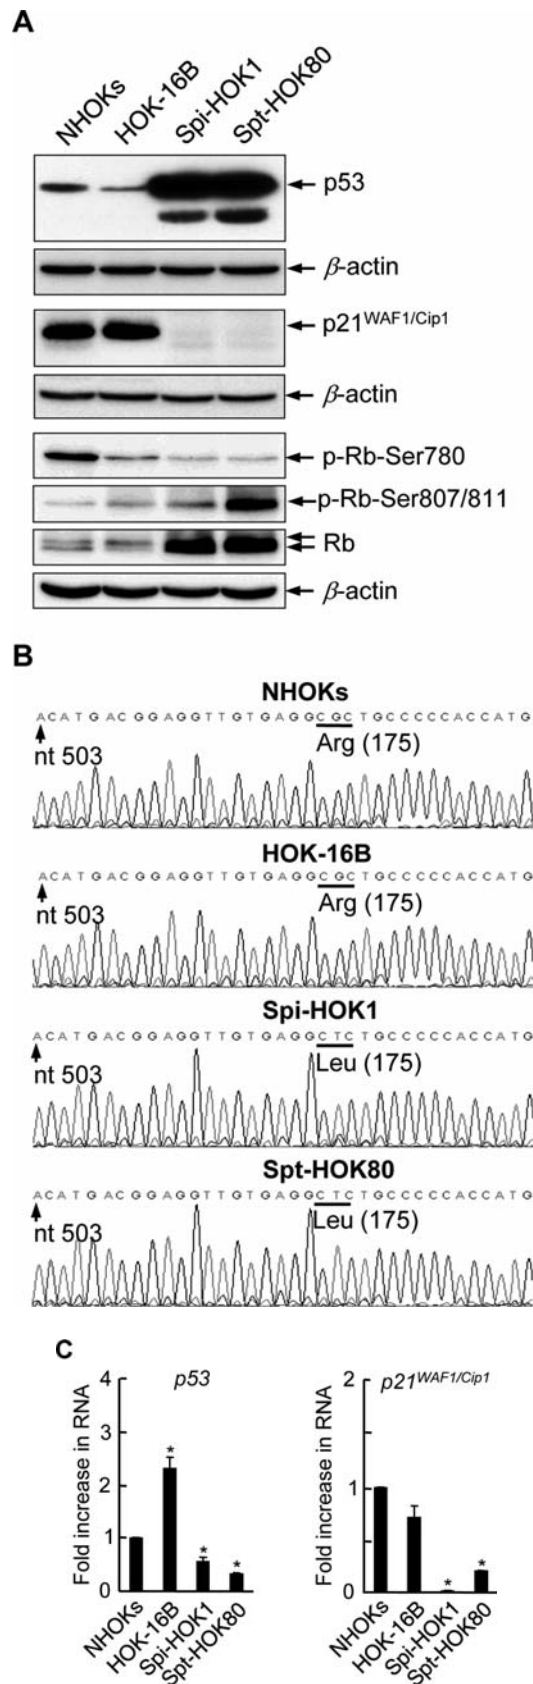 A
NHOKs HOK-16B Spi-HOK1 Spt-HOK80
p53
β-actin
p21WAF1/Cip1
β-actin
p-Rb-Ser780
p-Rb-Ser807/811
Rb
β-actin
B
NHOKs
ACATGACGGAGGTTGTGAGGCGCTGCCCCCACCATG
nt 503 Arg (175)
HOK-16B
ACATGACGGAGGTTGTGAGGCGCTGCCCCCACCATG
nt 503 Arg (175)
Spi-HOK1
ACATGACGGAGGTTGTGAGGCTCTGCCCCCACCATG
nt 503 Leu (175)
Spt-HOK80
ACATGACGGAGGTTGTGAGGCTCTGCCCCCACCATG
nt 503 Leu (175)
C
p53
Fold increase in RNA
4
3
2
1
0
*
*
*
NHOKs HOK-16B Spi-HOK1 Spt-HOK80
p21WAF1/Cip1
Fold increase in RNA
2
1
0
*
*
NHOKs HOK-16B Spi-HOK1 Spt-HOK80